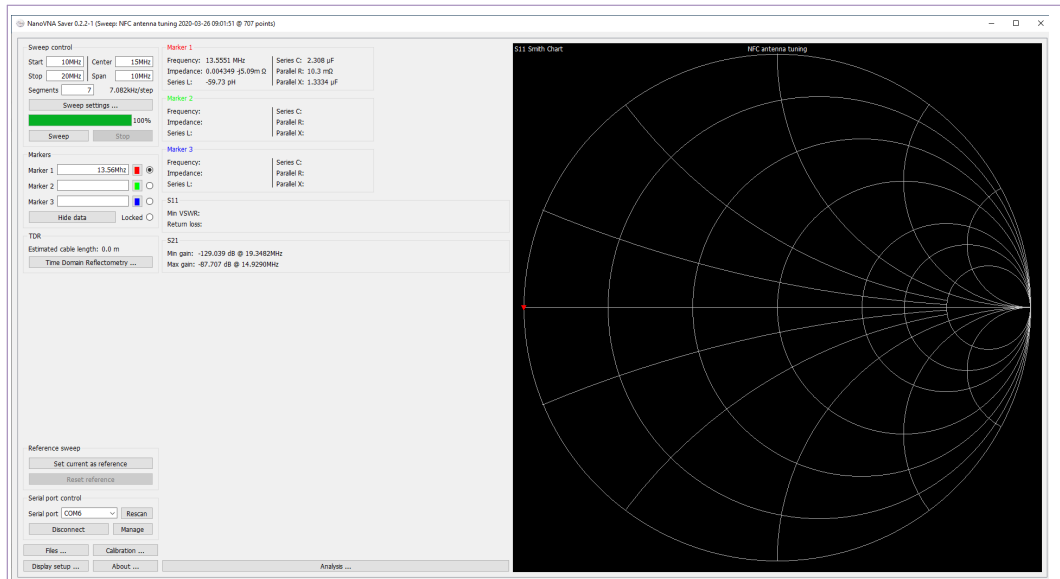 NanoVNA Saver 0.2.2-1 (Sweep: NFC antenna tuning 2020-03-26 09:01:51 @ 707 points)
Sweep control
Start 10MHz Center 15MHz
Stop 20MHz Span 10MHz
Segments 7 7.082kHz/step
Sweep settings ...
100%
Sweep Stop
Markers
Marker 1 13.56Mhz
Marker 2
Marker 3
Hide data Locked
TDR
Estimated cable length: 0.0 m
Time Domain Reflectometry ...
Reference sweep
Set current as reference
Reset reference
Serial port control
Serial port COM6 Rescan
Disconnect Manage
Files ... Calibration ...
Display setup ... About ...
Marker 1
Frequency: 13.5551 MHz Series C: 2.308 µF
Impedance: 0.004349 -j5.09m Ω Parallel R: 10.3 mΩ
Series L: -59.73 pH Parallel X: 1.3334 µF
Marker 2
Frequency: Series C:
Impedance: Parallel R:
Series L: Parallel X:
Marker 3
Frequency: Series C:
Impedance: Parallel R:
Series L: Parallel X:
S11
Min VSWR:
Return loss:
S21
Min gain: -129.039 dB @ 19.3482MHz
Max gain: -87.707 dB @ 14.9290MHz
Analysis ...
S11 Smith Chart NFC antenna tuning